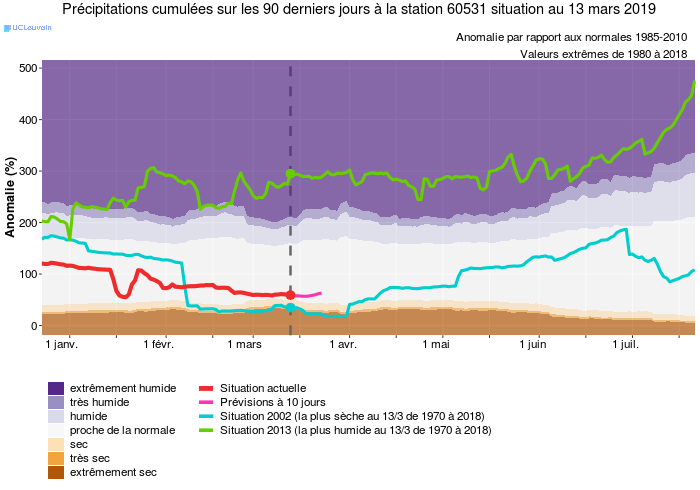 Précipitations cumulées sur les 90 derniers jours à la station 60531 situation au 13 mars 2019
UCLouvain
Anomalie par rapport aux normales 1985-2010
Valeurs extrêmes de 1980 à 2018
Anomalie (%)
500
400
300
200
100
0
1 janv. 1 févr. 1 mars 1 avr. 1 mai 1 juin 1 juil.
extrêmement humide
très humide
humide
proche de la normale
sec
très sec
extrêmement sec
Situation actuelle
Prévisions à 10 jours
Situation 2002 (la plus sèche au 13/3 de 1970 à 2018)
Situation 2013 (la plus humide au 13/3 de 1970 à 2018)